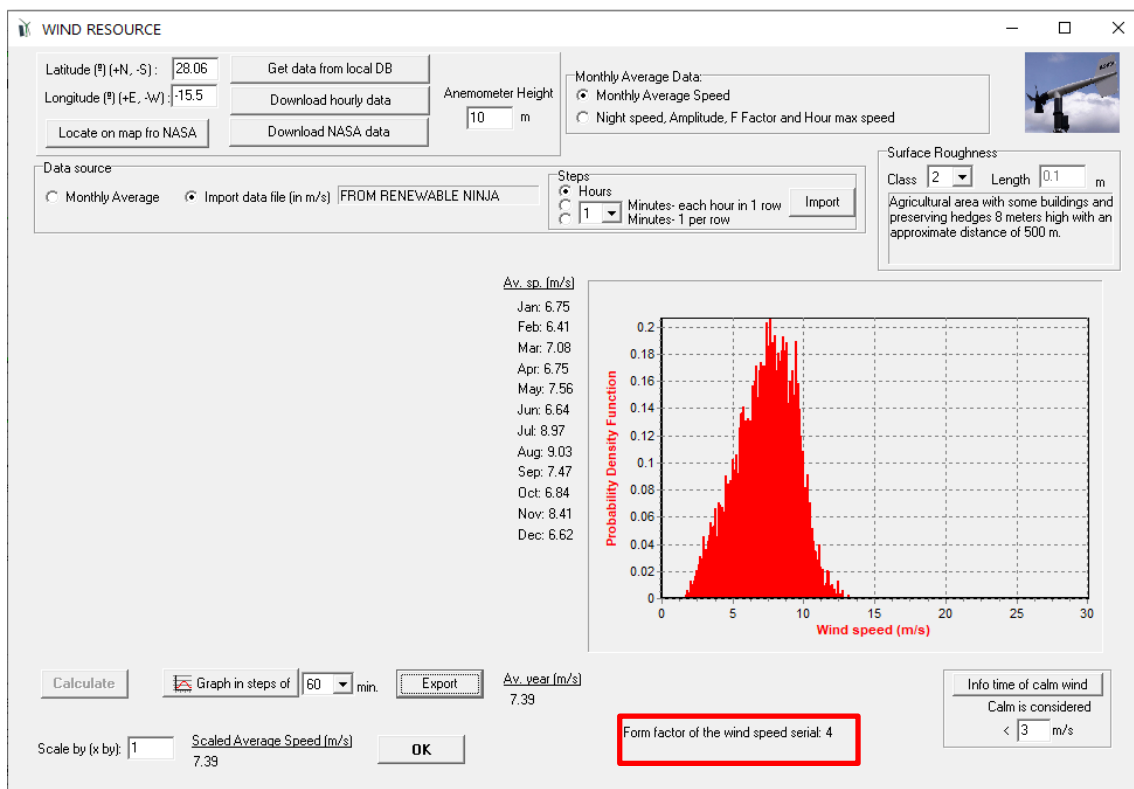 WIND RESOURCE
Latitude (º) (+N, -S) : 28.06
Get data from local DB
Longitude (º) (+E, -W) : -15.5
Download hourly data
Locate on map fro NASA
Download NASA data
Anemometer Height
10 m
Monthly Average Data:
Monthly Average Speed
Night speed, Amplitude, F Factor and Hour max speed
Data source
Monthly Average
Import data file (in m/s) FROM RENEWABLE NINJA
Steps
Hours
Minutes- each hour in 1 row
1
Minutes- 1 per row
Import
Surface Roughness
Class 2 Length 0.1 m
Agricultural area with some buildings and
preserving hedges 8 meters high with an
approximate distance of 500 m.
Av. sp. (m/s)
Jan: 6.75
Feb: 6.41
Mar: 7.08
Apr: 6.75
May: 7.56
Jun: 6.64
Jul: 8.97
Aug: 9.03
Sep: 7.47
Oct: 6.84
Nov: 8.41
Dec: 6.62
Probability Density Function
0.2
0.18
0.16
0.14
0.12
0.1
0.08
0.06
0.04
0.02
0
0 5 10 15 20 25 30
Wind speed (m/s)
Calculate
Graph in steps of 60 min.
Export
Av. year (m/s)
7.39
Scale by (x by): 1
Scaled Average Speed (m/s)
7.39
OK
Form factor of the wind speed serial: 4
Info time of calm wind
Calm is considered
< 3 m/s